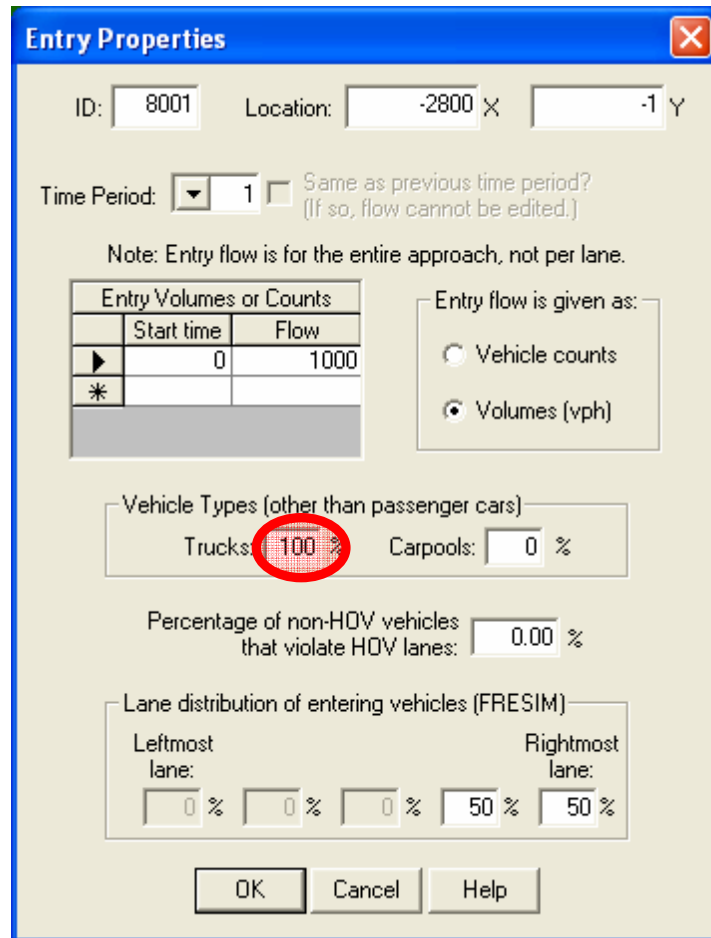 Entry Properties
ID: 8001 Location: -2800 X -1 Y
Time Period: 1 Same as previous time period?
(If so, flow cannot be edited.)
Note: Entry flow is for the entire approach, not per lane.
Entry Volumes or Counts
Start time Flow
0 1000
Entry flow is given as:
Vehicle counts
Volumes (vph)
Vehicle Types (other than passenger cars)
Trucks: 100 % Carpools: 0 %
Percentage of non-HOV vehicles
that violate HOV lanes: 0.00 %
Lane distribution of entering vehicles (FRESIM)
Leftmost Rightmost
lane: lane:
0 % 0 % 0 % 50 % 50 %
OK Cancel Help